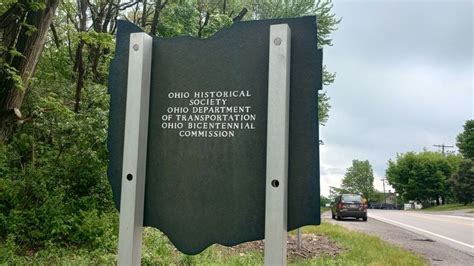 OHIO HISTORICAL
SOCIETY
OHIO DEPARTMENT
OF TRANSPORTATION
OHIO BICENTENNIAL
COMMISSION